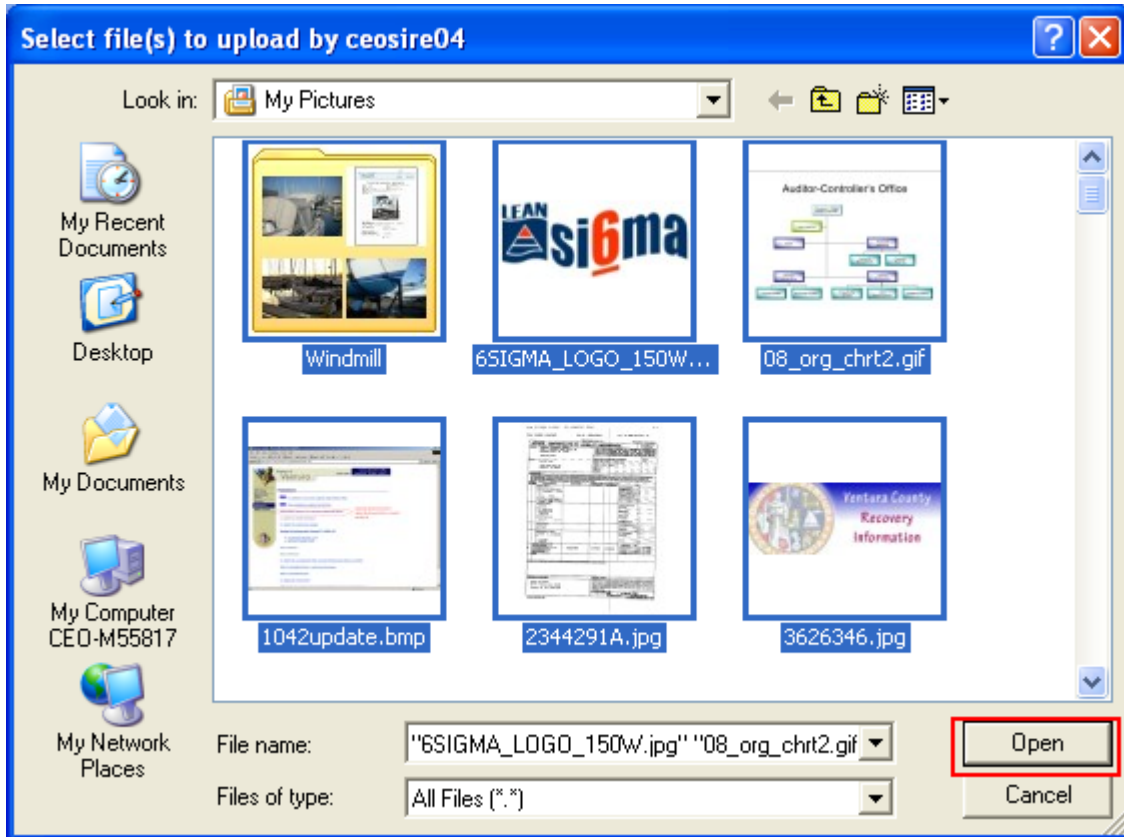 Select file(s) to upload by ceosire04
Look in:
My Pictures
My Recent
Documents
Desktop
My Documents
My Computer
CEO-M55817
My Network
Places
LEAN
si6ma
Auditor-Controller's Office
Windmill
6SIGMA_LOGO_150W...
08_org_chrt2.gif
Ventura County
Recovery
Information
1042update.bmp
2344291A.jpg
3626346.jpg
File name:
"6SIGMA_LOGO_150W.jpg" "08_org_chrt2.gif
Open
Files of type:
All Files (*.*)
Cancel